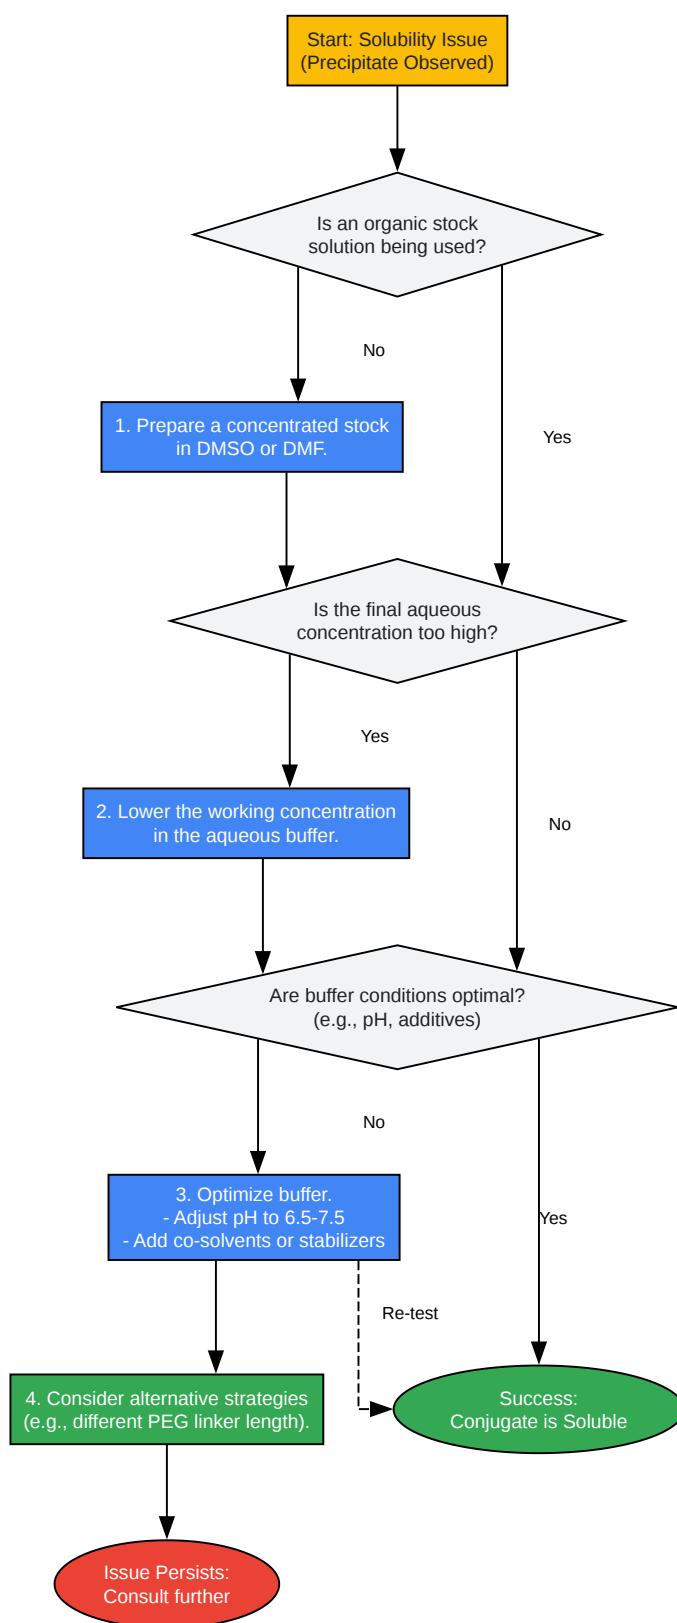 Start: Solubility Issue
(Precipitate Observed)
Is an organic stock
solution being used?
No
1. Prepare a concentrated stock
in DMSO or DMF.
Yes
Is the final aqueous
concentration too high?
Yes
2. Lower the working concentration
in the aqueous buffer.
No
Are buffer conditions optimal?
(e.g., pH, additives)
No
3. Optimize buffer.
- Adjust pH to 6.5-7.5
- Add co-solvents or stabilizers
Yes
Re-test
4. Consider alternative strategies
(e.g., different PEG linker length).
Success:
Conjugate is Soluble
Issue Persists:
Consult further